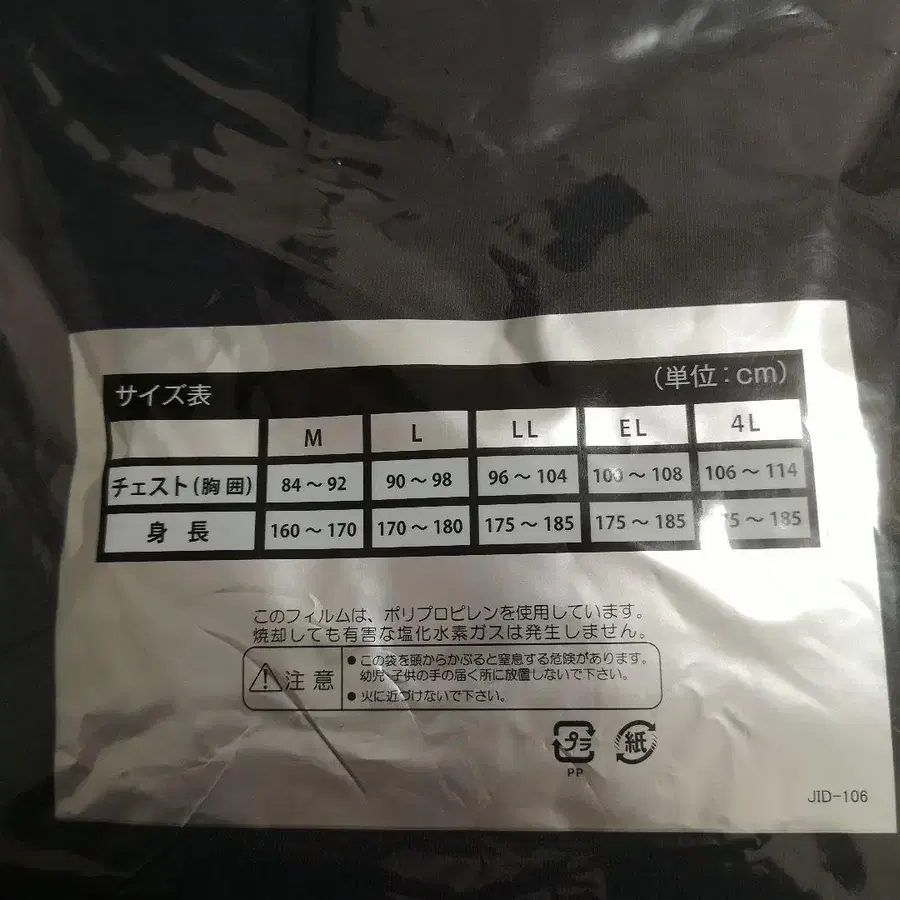 サイズ表 (単位:cm)
M L LL EL 4L
チェスト(胸囲) 84～92 90～98 96～104 100～108 106～114
身長 160～170 170～180 175～185 175～185 5～185
このフィルムは、ポリプロピレンを使用しています。
焼却しても有害な塩化水素ガスは発生しません。
注意
●この袋を頭からかぶると窒息する危険があります。
幼児・子供の手の届く所に放置しないで下さい。
●火に近づけないで下さい。
プラ 紙
PP
JID-106